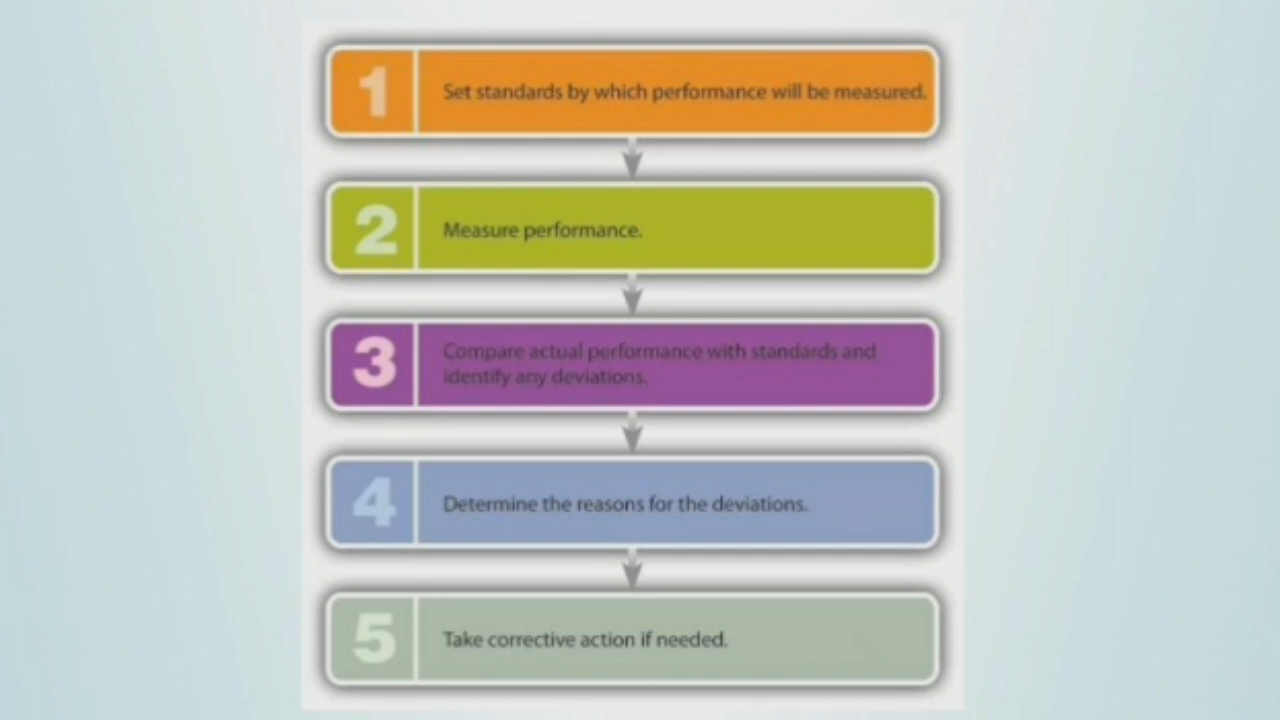 1
Set standards by which performance will be measured.
2
Measure performance.
3
Compare actual performance with standards and
identify any deviations.
4
Determine the reasons for the deviations.
5
Take corrective action if needed.